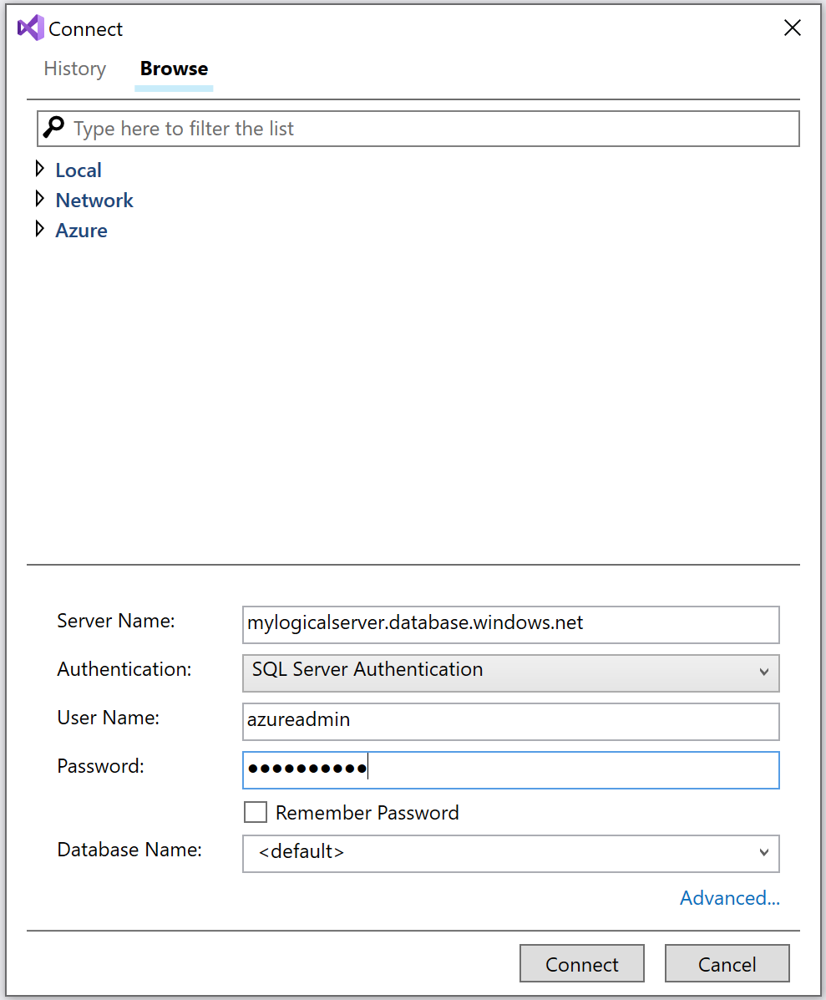 Connect
History Browse
Type here to filter the list
Local
Network
Azure
Server Name: mylogicalserver.database.windows.net
Authentication: SQL Server Authentication
User Name: azureadmin
Password: ●●●●●●●●●●
Remember Password
Database Name: <default>
Advanced...
Connect Cancel